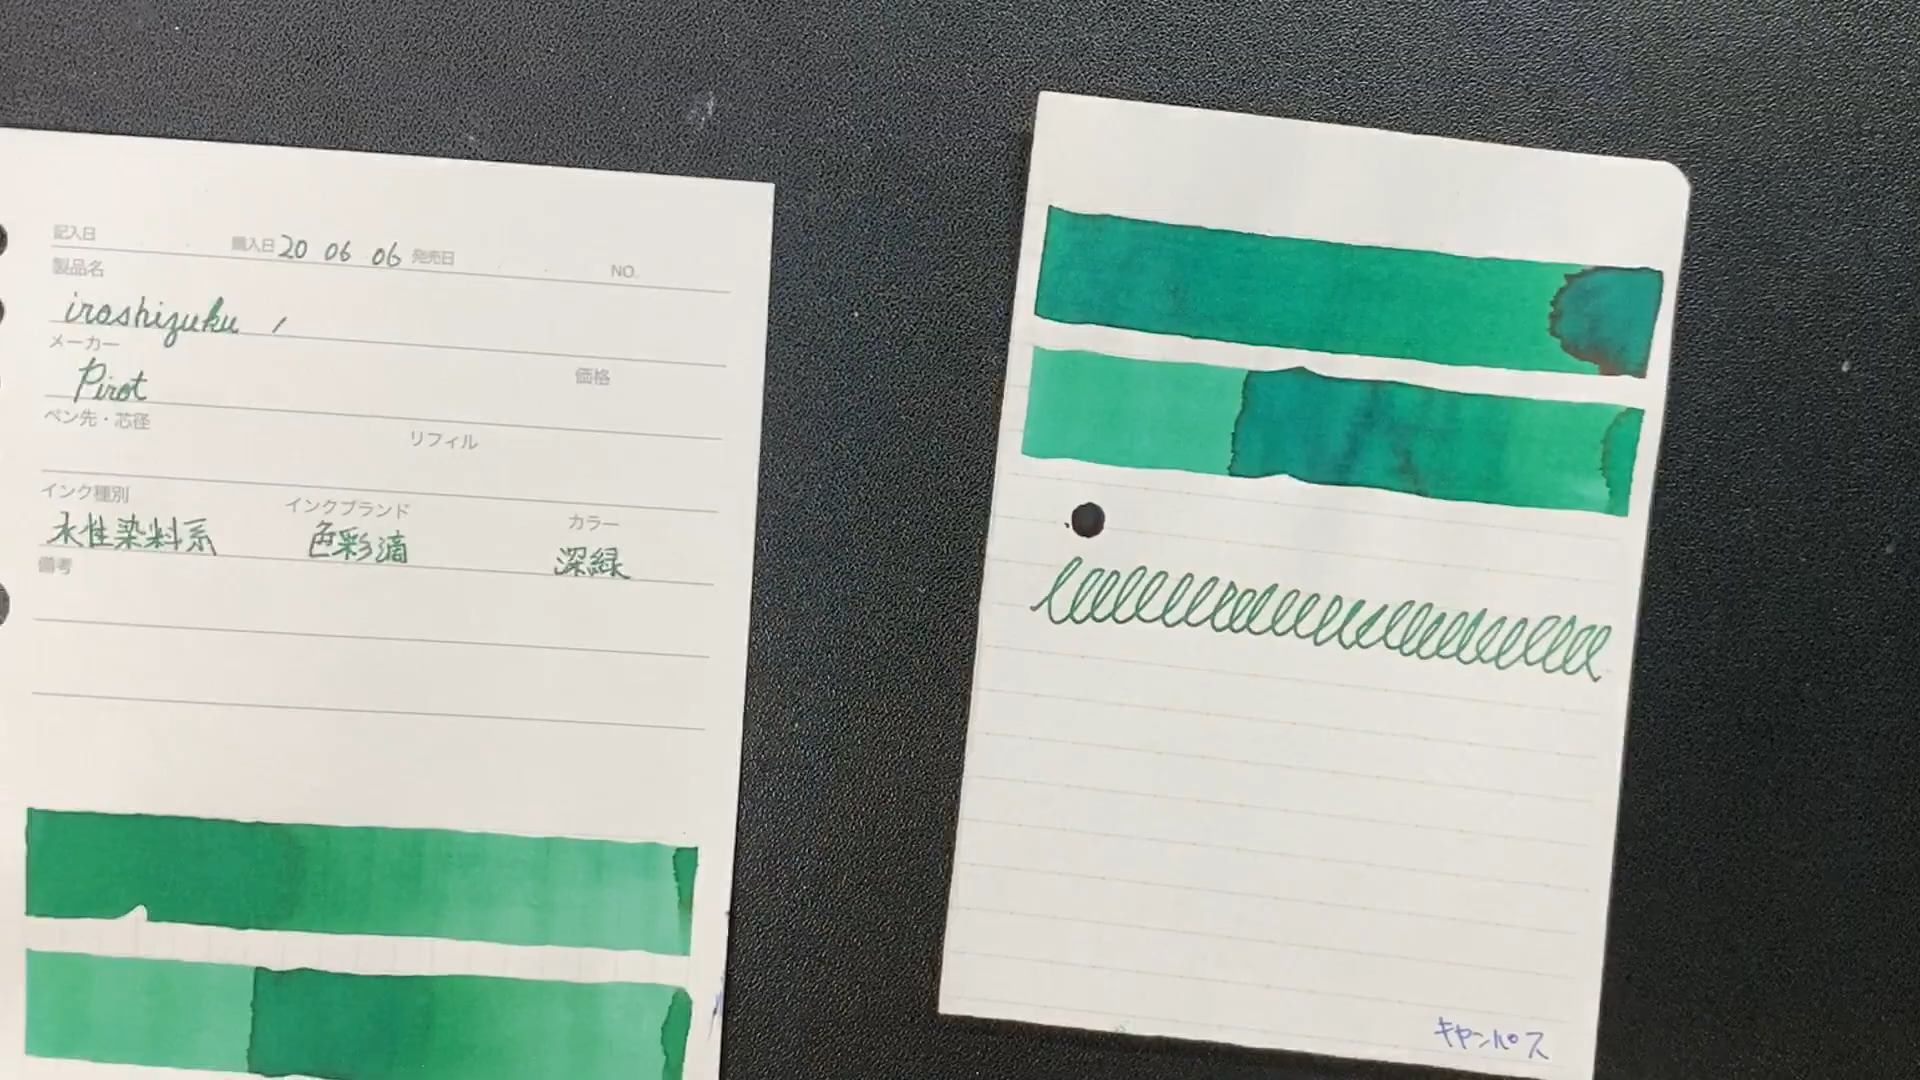 記入日 購入日 20 06 06 発売日 NO.
製品名
iroshizuku /
メーカー
Pirot 価格
ペン先・芯径 リフィル
インク種別 インクブランド カラー
水性染料系 色彩滴 深緑
備考
キャンパス